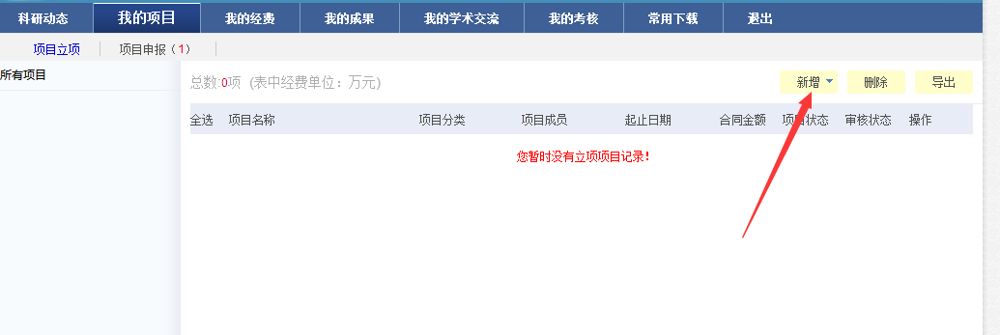 科研动态 我的项目 我的经费 我的成果 我的学术交流 我的考核 常用下载 退出
项目立项 项目申报（1）
所有项目
总数:0项 (表中经费单位：万元) 新增 删除 导出
全选 项目名称 项目分类 项目成员 起止日期 合同金额 项目状态 审核状态 操作
您暂时没有立项项目记录!